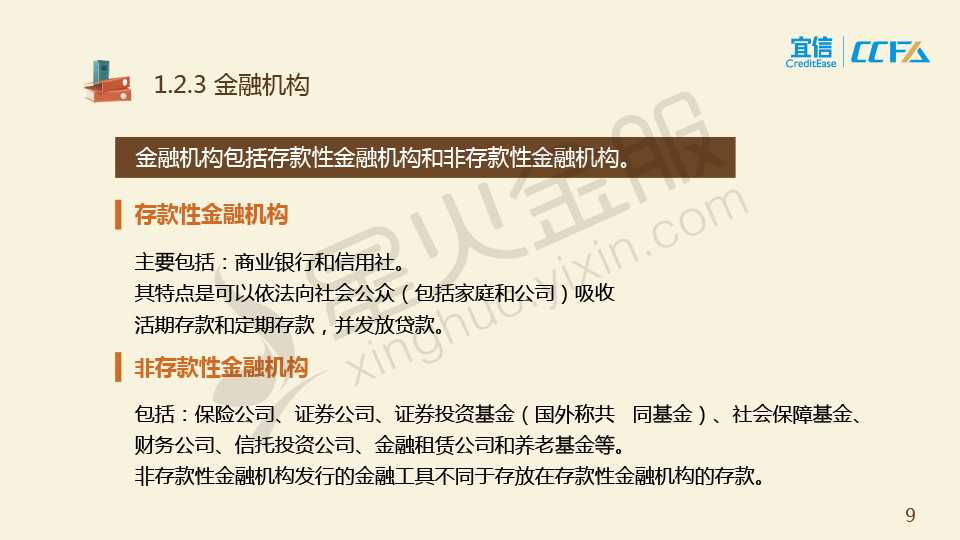 宜信
CreditEase
CCFA
1.2.3 金融机构
金融机构包括存款性金融机构和非存款性金融机构。
存款性金融机构
主要包括：商业银行和信用社。
其特点是可以依法向社会公众（包括家庭和公司）吸收
活期存款和定期存款，并发放贷款。
非存款性金融机构
包括：保险公司、证券公司、证券投资基金（国外称共　同基金）、社会保障基金、
财务公司、信托投资公司、金融租赁公司和养老基金等。
非存款性金融机构发行的金融工具不同于存放在存款性金融机构的存款。
星火金服
xinghuo.yixin.com
9